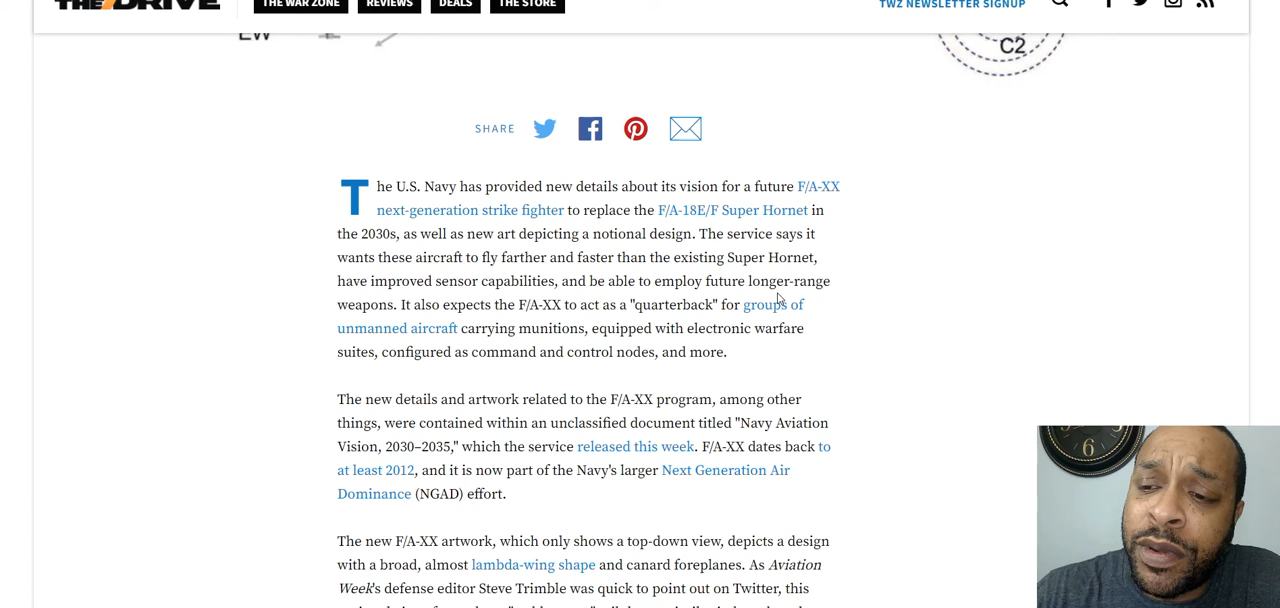 THE DRIVE
THE WAR ZONE
REVIEWS
DEALS
THE STORE
TWZ NEWSLETTER SIGNUP
EW
C2
SHARE
The U.S. Navy has provided new details about its vision for a future F/A-XX
next-generation strike fighter to replace the F/A-18E/F Super Hornet in
the 2030s, as well as new art depicting a notional design. The service says it
wants these aircraft to fly farther and faster than the existing Super Hornet,
have improved sensor capabilities, and be able to employ future longer-range
weapons. It also expects the F/A-XX to act as a "quarterback" for groups of
unmanned aircraft carrying munitions, equipped with electronic warfare
suites, configured as command and control nodes, and more.
The new details and artwork related to the F/A-XX program, among other
things, were contained within an unclassified document titled "Navy Aviation
Vision, 2030–2035," which the service released this week. F/A-XX dates back to
at least 2012, and it is now part of the Navy's larger Next Generation Air
Dominance (NGAD) effort.
The new F/A-XX artwork, which only shows a top-down view, depicts a design
with a broad, almost lambda-wing shape and canard foreplanes. As Aviation
Week's defense editor Steve Trimble was quick to point out on Twitter, this
6